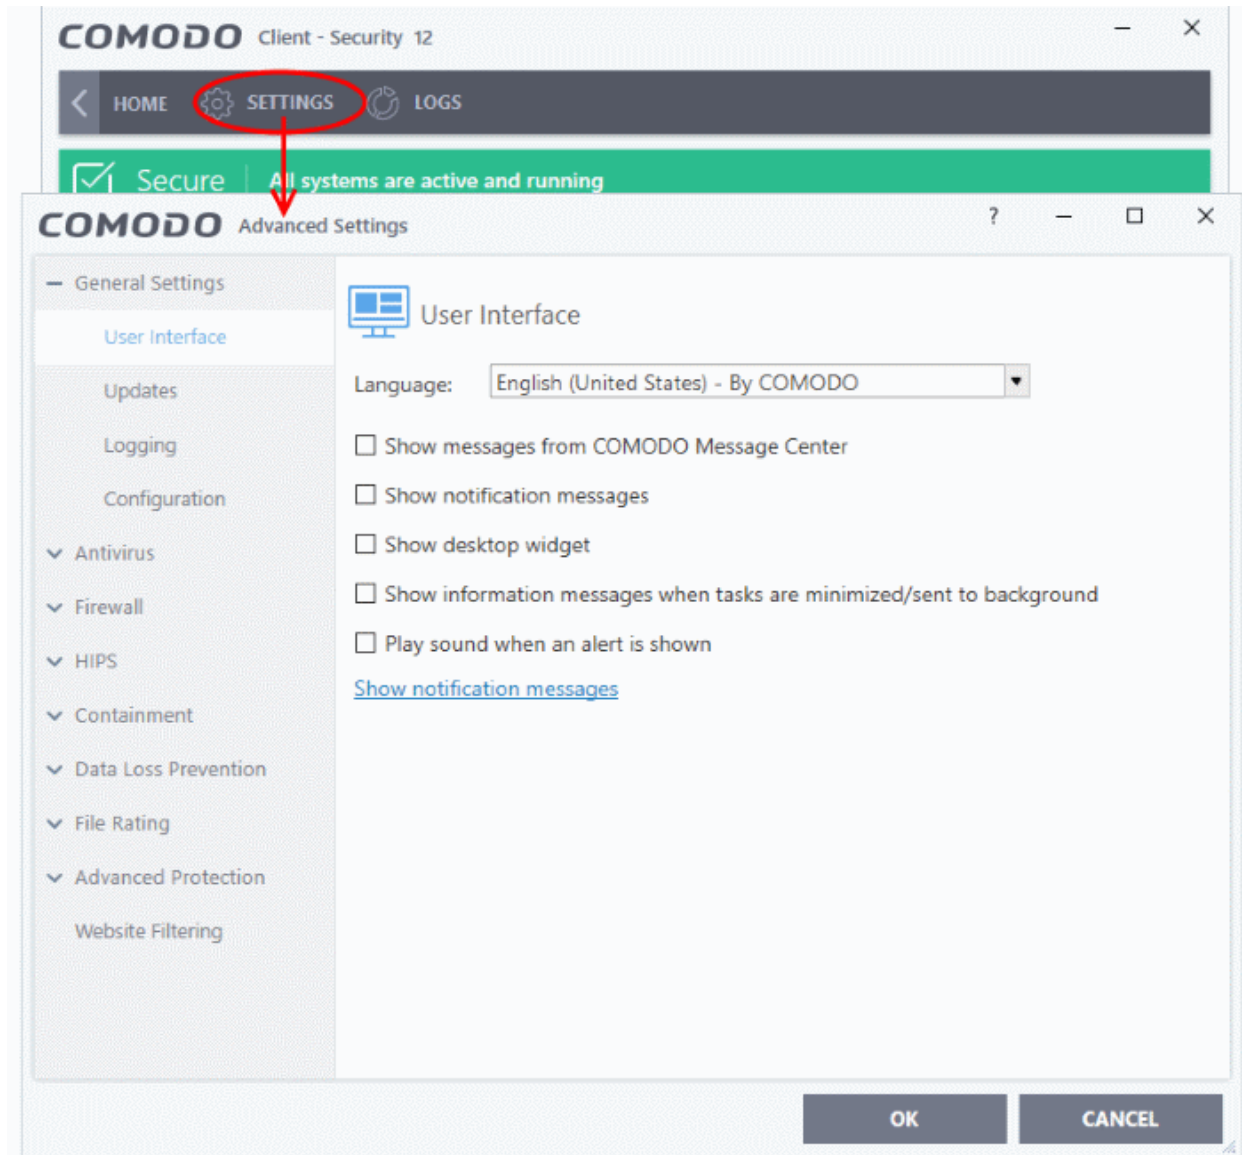 COMODO Client - Security 12
HOME SETTINGS LOGS
Secure All systems are active and running
COMODO Advanced Settings ?
General Settings
User Interface
Updates
Logging
Configuration
Antivirus
Firewall
HIPS
Containment
Data Loss Prevention
File Rating
Advanced Protection
Website Filtering
User Interface
Language: English (United States) - By COMODO
Show messages from COMODO Message Center
Show notification messages
Show desktop widget
Show information messages when tasks are minimized/sent to background
Play sound when an alert is shown
Show notification messages
OK CANCEL